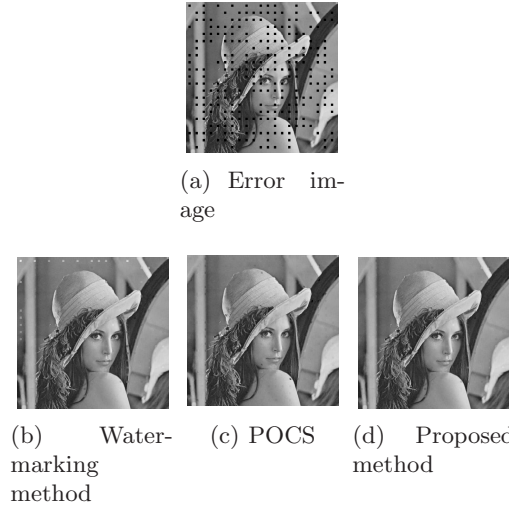 (a) Error im-
age
(b) Water-
marking
method
(c) POCS
(d) Proposed
method